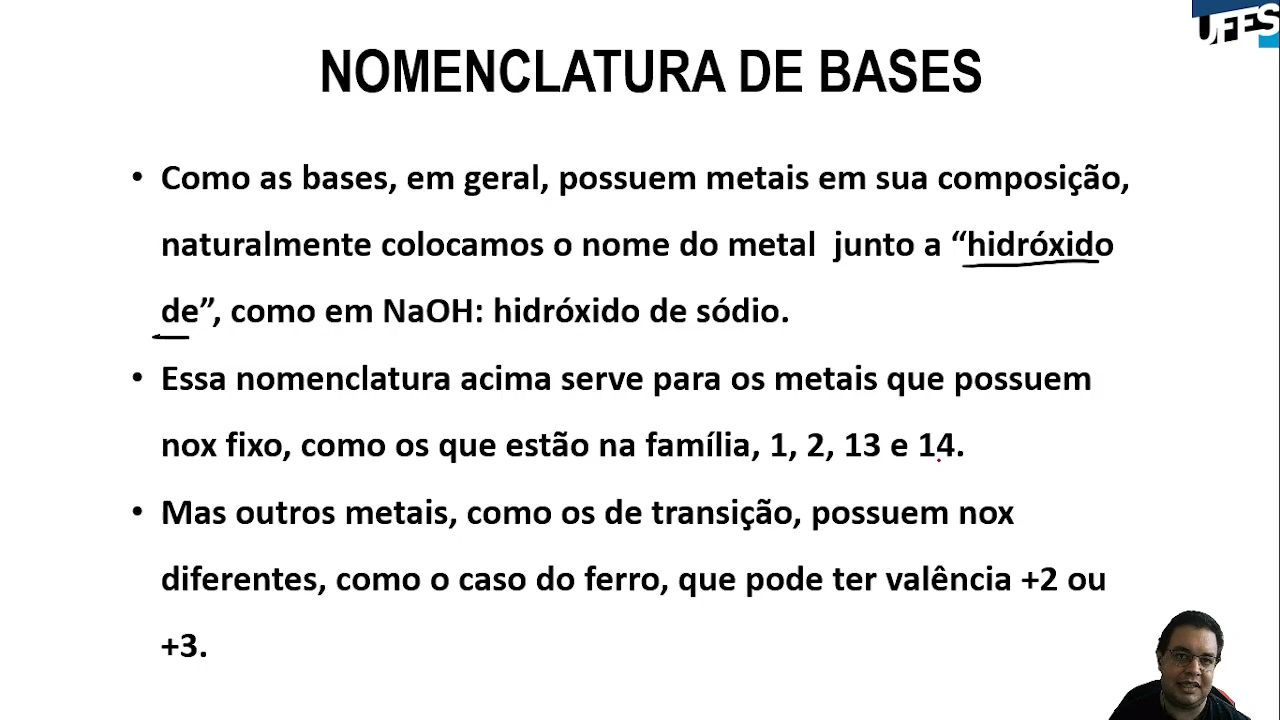 UFES
NOMENCLATURA DE BASES
• Como as bases, em geral, possuem metais em sua composição,
naturalmente colocamos o nome do metal junto a “hidróxido
de”, como em NaOH: hidróxido de sódio.
• Essa nomenclatura acima serve para os metais que possuem
nox fixo, como os que estão na família, 1, 2, 13 e 14.
• Mas outros metais, como os de transição, possuem nox
diferentes, como o caso do ferro, que pode ter valência +2 ou
+3.